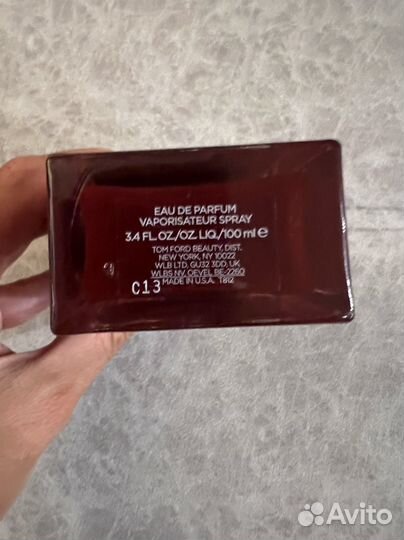 EAU DE PARFUM
VAPORISATEUR SPRAY
3.4 FL. OZ./OZ. LIQ./100 ml ℮
TOM FORD BEAUTY, DIST.
NEW YORK, NY 10022
WLB LTD, GU32 3DD, UK
WLBS NV, OEVEL BE-2260
MADE IN U.S.A. T812
C13
Avito